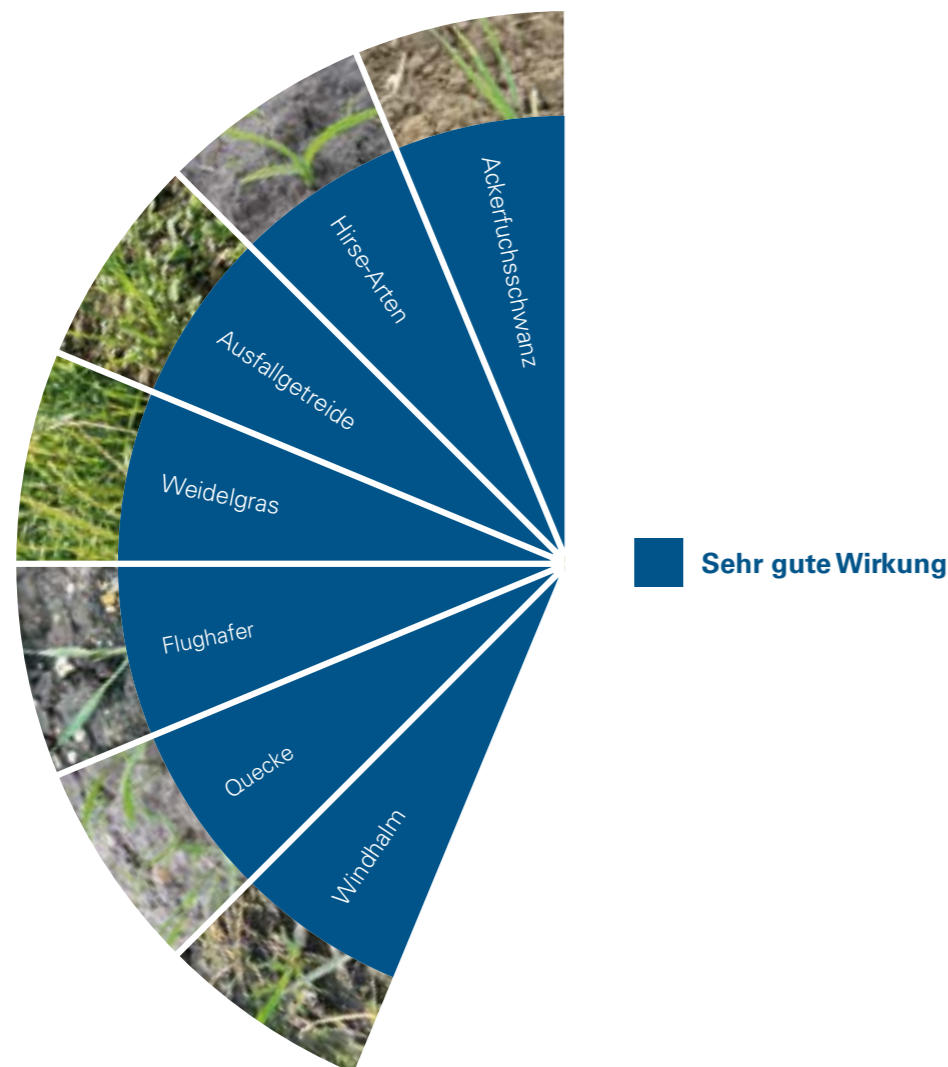 Ackerfuchsschwanz
Hirse-Arten
Ausfallgetreide
Weidelgras
Flughafer
Quecke
Windhalm
Sehr gute Wirkung